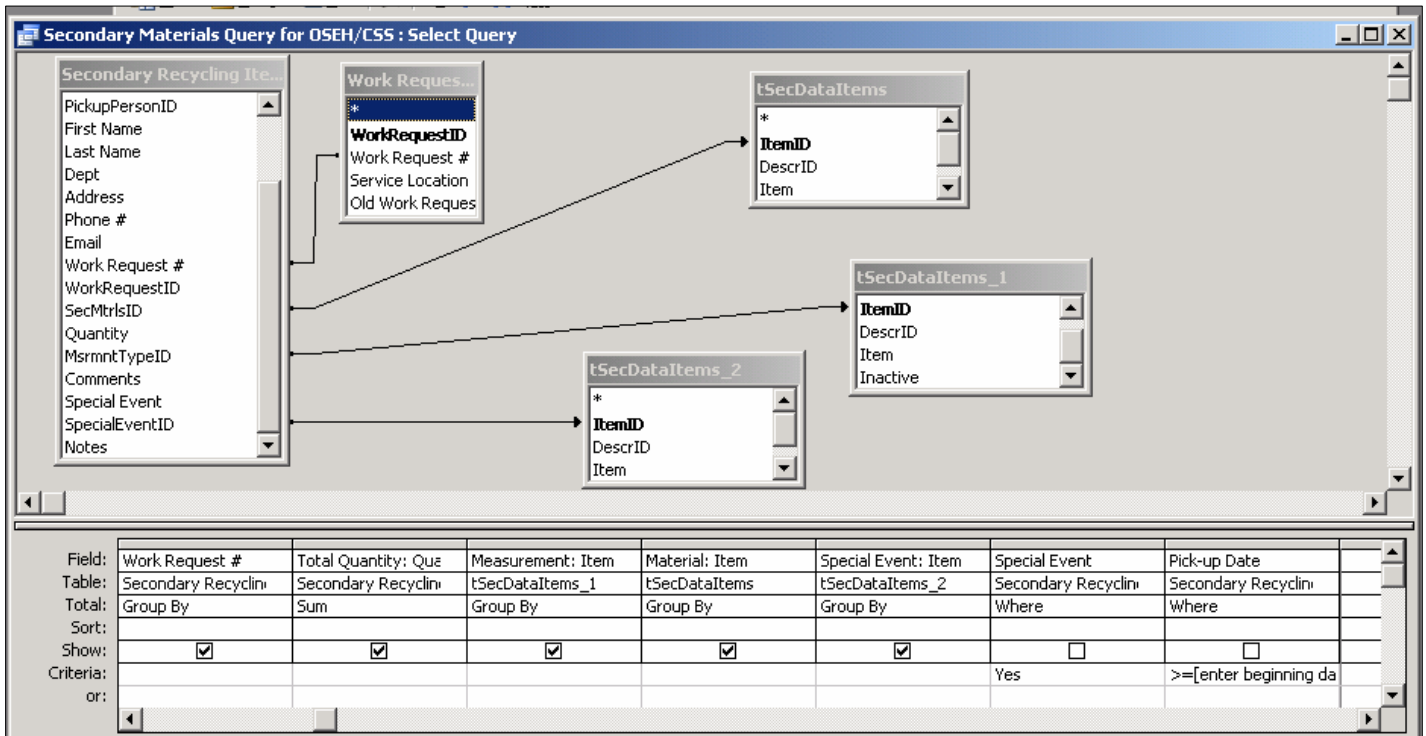 Secondary Materials Query for OSEH/CSS : Select Query
Secondary Recycling Ite...
PickupPersonID
First Name
Last Name
Dept
Address
Phone #
Email
Work Request #
WorkRequestID
SecMtrlsID
Quantity
MsrmntTypeID
Comments
Special Event
SpecialEventID
Notes
Work Reques...
*
WorkRequestID
Work Request #
Service Location
Old Work Reques
tSecDataItems
*
ItemID
DescrID
Item
tSecDataItems_1
ItemID
DescrID
Item
Inactive
tSecDataItems_2
*
ItemID
DescrID
Item
Field: Work Request # Total Quantity: Qua Measurement: Item Material: Item Special Event: Item Special Event Pick-up Date
Table: Secondary Recyclin Secondary Recyclin tSecDataItems_1 tSecDataItems tSecDataItems_2 Secondary Recyclin Secondary Recyclin
Total: Group By Sum Group By Group By Group By Where Where
Sort:
Show:
Criteria: Yes >=[enter beginning da
or: